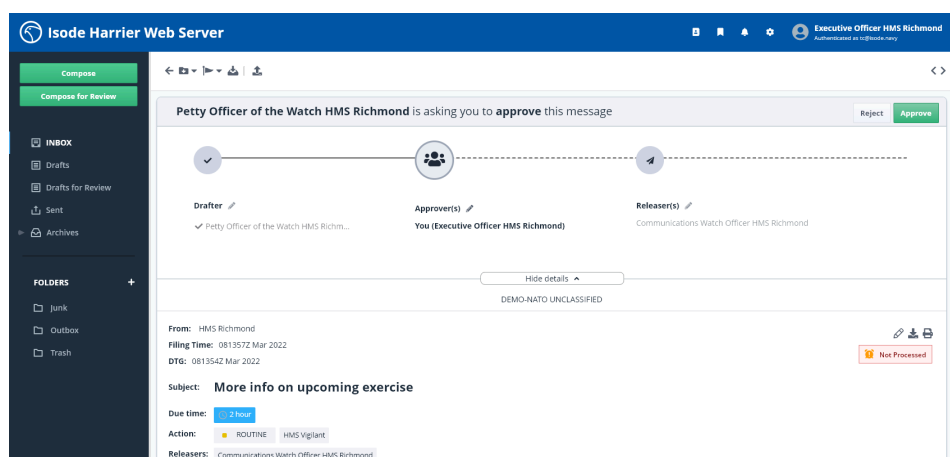 Isode Harrier Web Server
Executive Officer HMS Richmond
Authenticated as tc@isode.navy
Compose
Compose for Review
INBOX
Drafts
Drafts for Review
Sent
Archives
FOLDERS +
Junk
Outbox
Trash
Petty Officer of the Watch HMS Richmond is asking you to approve this message
Reject Approve
Drafter
Petty Officer of the Watch HMS Richm...
Approver(s)
You (Executive Officer HMS Richmond)
Releaser(s)
Communications Watch Officer HMS Richmond
Hide details
DEMO-NATO UNCLASSIFIED
From: HMS Richmond
Filing Time: 081357Z Mar 2022
DTG: 081354Z Mar 2022
Not Processed
Subject: More info on upcoming exercise
Due time: 2 hour
Action: ROUTINE HMS Vigilant
Releasers: Communications Watch Officer HMS Richmond